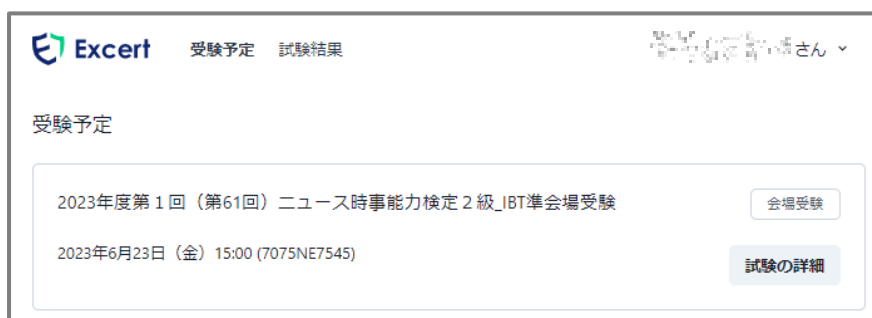 Excert 受験予定 試験結果 さん
受験予定
2023年度第1回（第61回）ニュース時事能力検定2級_IBT準会場受験 会場受験
2023年6月23日（金）15:00 (7075NE7545) 試験の詳細